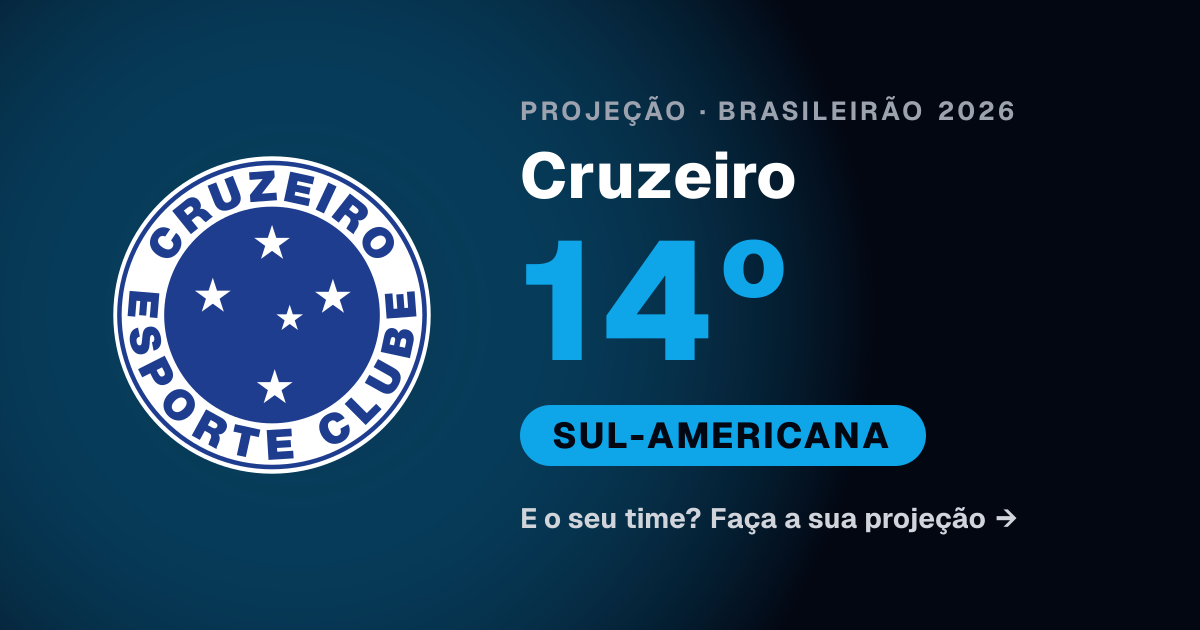 CRUZEIRO
ESPORTE CLUBE
PROJEÇÃO · BRASILEIRÃO 2026
Cruzeiro
14º
SUL-AMERICANA
E o seu time? Faça a sua projeção →